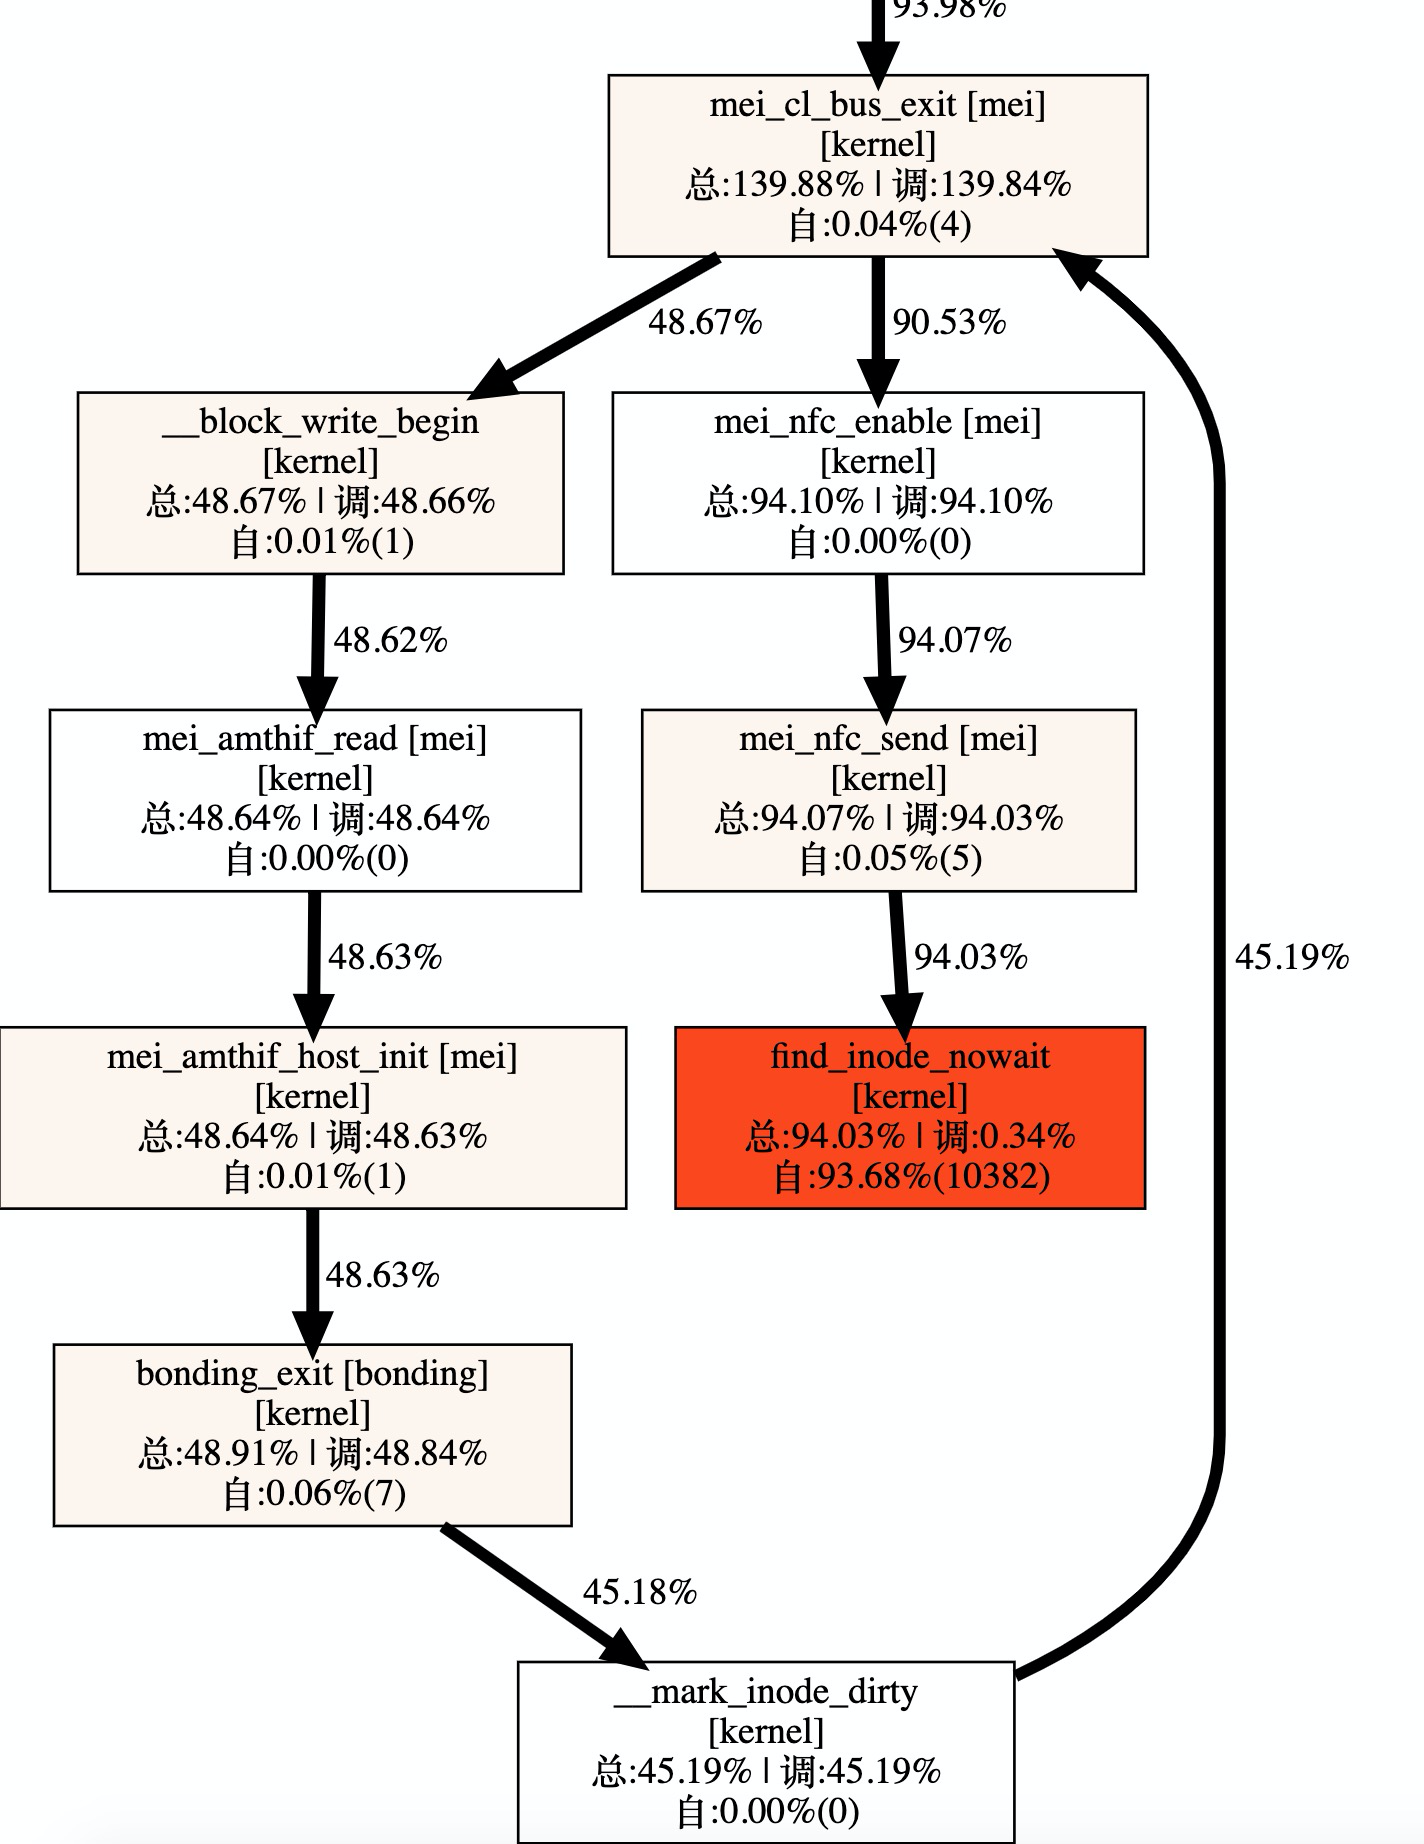 93.98%
mei_cl_bus_exit [mei]
[kernel]
总:139.88% | 调:139.84%
自:0.04%(4)
48.67%
90.53%
__block_write_begin
[kernel]
总:48.67% | 调:48.66%
自:0.01%(1)
mei_nfc_enable [mei]
[kernel]
总:94.10% | 调:94.10%
自:0.00%(0)
48.62%
94.07%
mei_amthif_read [mei]
[kernel]
总:48.64% | 调:48.64%
自:0.00%(0)
mei_nfc_send [mei]
[kernel]
总:94.07% | 调:94.03%
自:0.05%(5)
48.63%
94.03%
45.19%
mei_amthif_host_init [mei]
[kernel]
总:48.64% | 调:48.63%
自:0.01%(1)
find_inode_nowait
[kernel]
总:94.03% | 调:0.34%
自:93.68%(10382)
48.63%
bonding_exit [bonding]
[kernel]
总:48.91% | 调:48.84%
自:0.06%(7)
45.18%
__mark_inode_dirty
[kernel]
总:45.19% | 调:45.19%
自:0.00%(0)